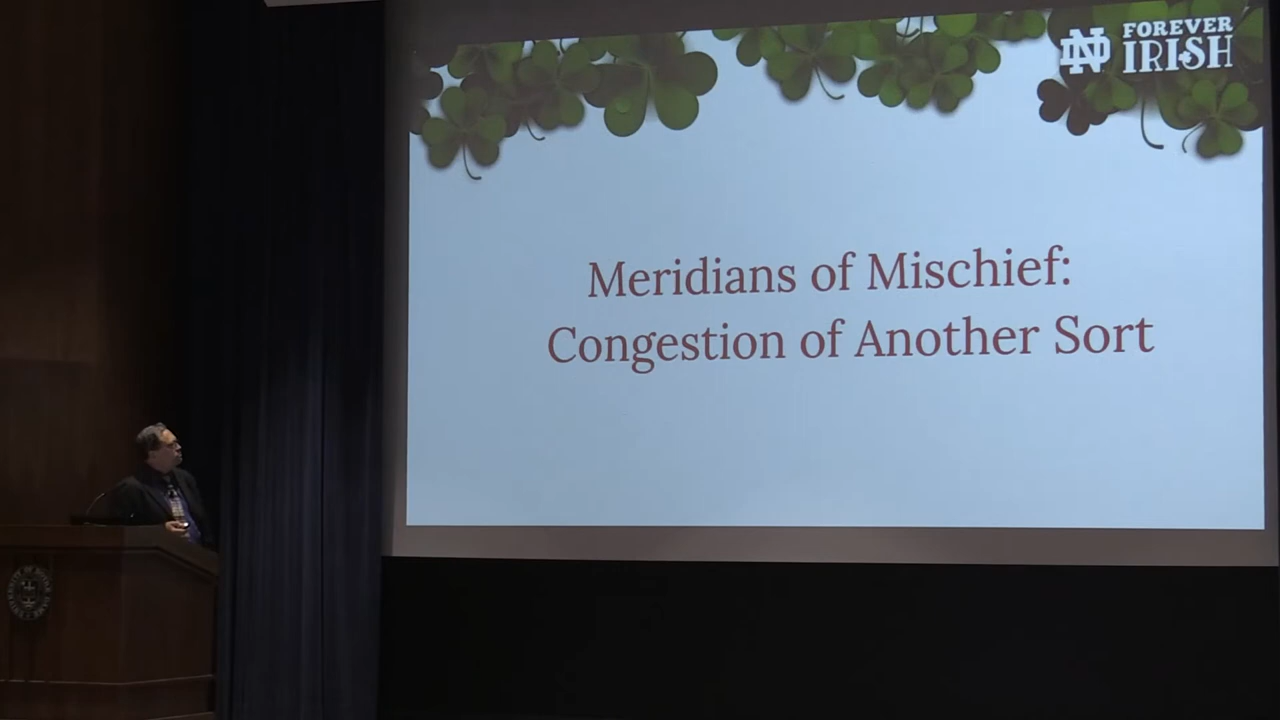 FOREVER
ND IRISH
Meridians of Mischief:
Congestion of Another Sort